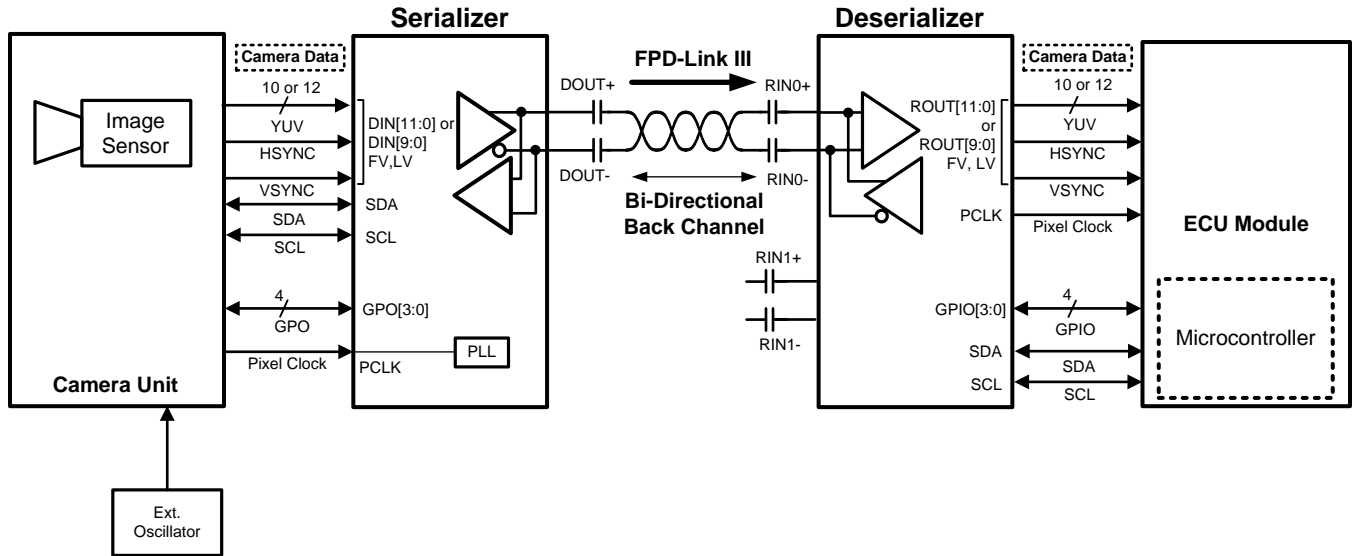 Serializer
Deserializer
Camera Data
10 or 12
YUV
HSYNC
VSYNC
SDA
SCL
4
GPO
Pixel Clock
Image
Sensor
Camera Unit
Ext.
Oscillator
DIN[11:0] or
DIN[9:0]
FV,LV
SDA
SCL
GPO[3:0]
PCLK
PLL
FPD-Link III
DOUT+
DOUT-
RIN0+
RIN0-
Bi-Directional
Back Channel
RIN1+
RIN1-
ROUT[11:0]
or
ROUT[9:0]
FV, LV
PCLK
GPIO[3:0]
SDA
SCL
Camera Data
10 or 12
YUV
HSYNC
VSYNC
Pixel Clock
4
GPIO
SDA
SCL
ECU Module
Microcontroller